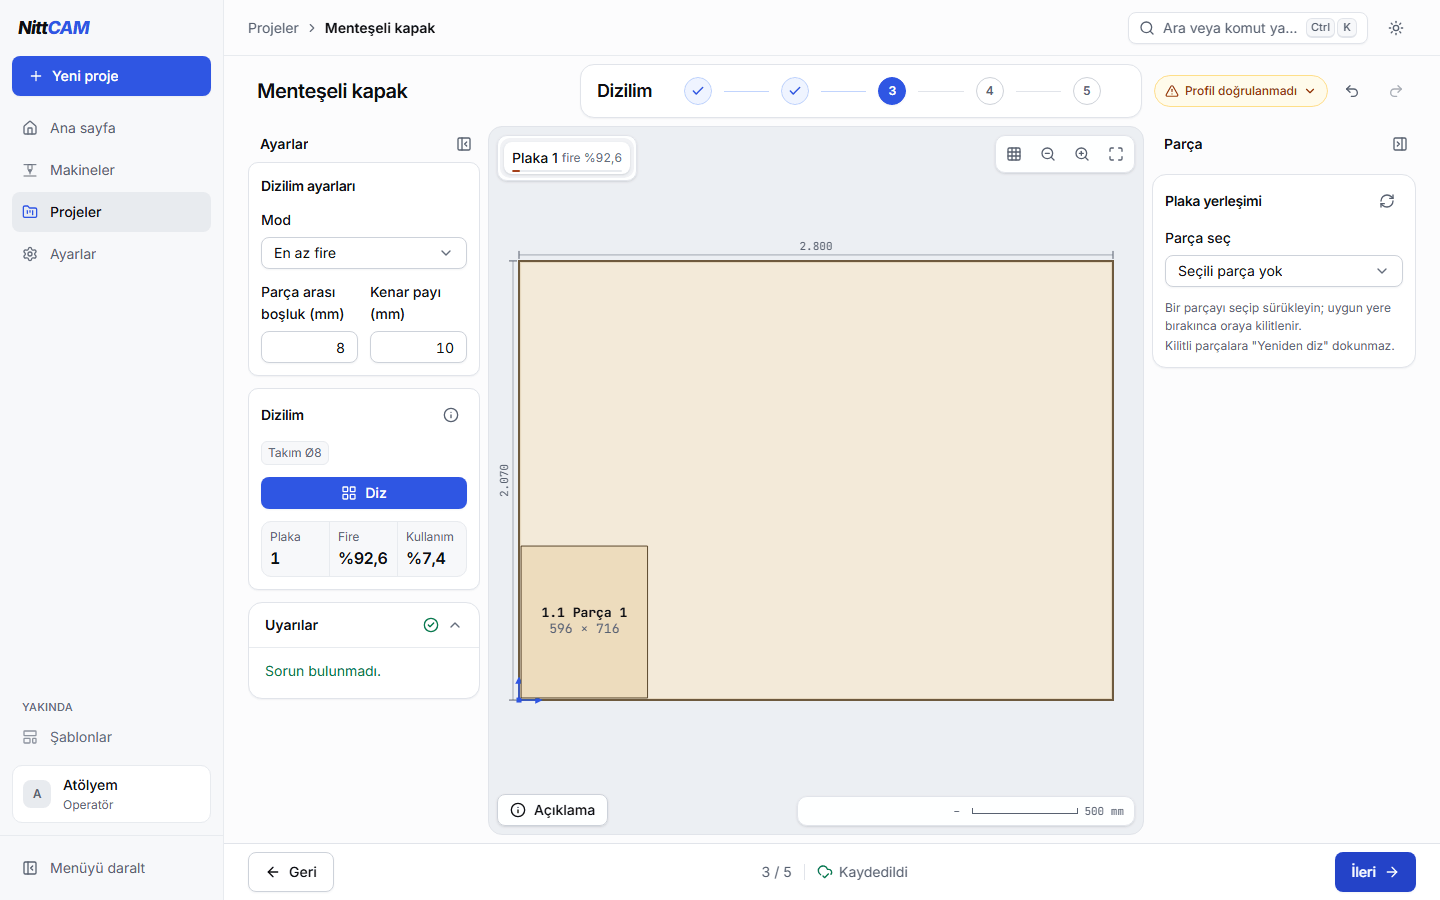 NittCAM
Yeni proje
Ana sayfa
Makineler
Projeler
Ayarlar
YAKINDA
Şablonlar
A
Atölyem
Operatör
Menüyü daralt
Projeler > Menteşeli kapak
Ara veya komut ya... Ctrl K
Menteşeli kapak
Dizilim 3 4 5
Profil doğrulanmadı
Ayarlar
Dizilim ayarları
Mod
En az fire
Parça arası boşluk (mm)
Kenar payı (mm)
8
10
Dizilim
Takım Ø8
Diz
Plaka Fire Kullanım
1 %92,6 %7,4
Uyarılar
Sorun bulunmadı.
Plaka 1 fire %92,6
2.800
2.070
1.1 Parça 1
596 × 716
Açıklama
– 500 mm
Parça
Plaka yerleşimi
Parça seç
Seçili parça yok
Bir parçayı seçip sürükleyin; uygun yere
bırakınca oraya kilitlenir.
Kilitli parçalara "Yeniden diz" dokunmaz.
Geri
3 / 5
Kaydedildi
İleri